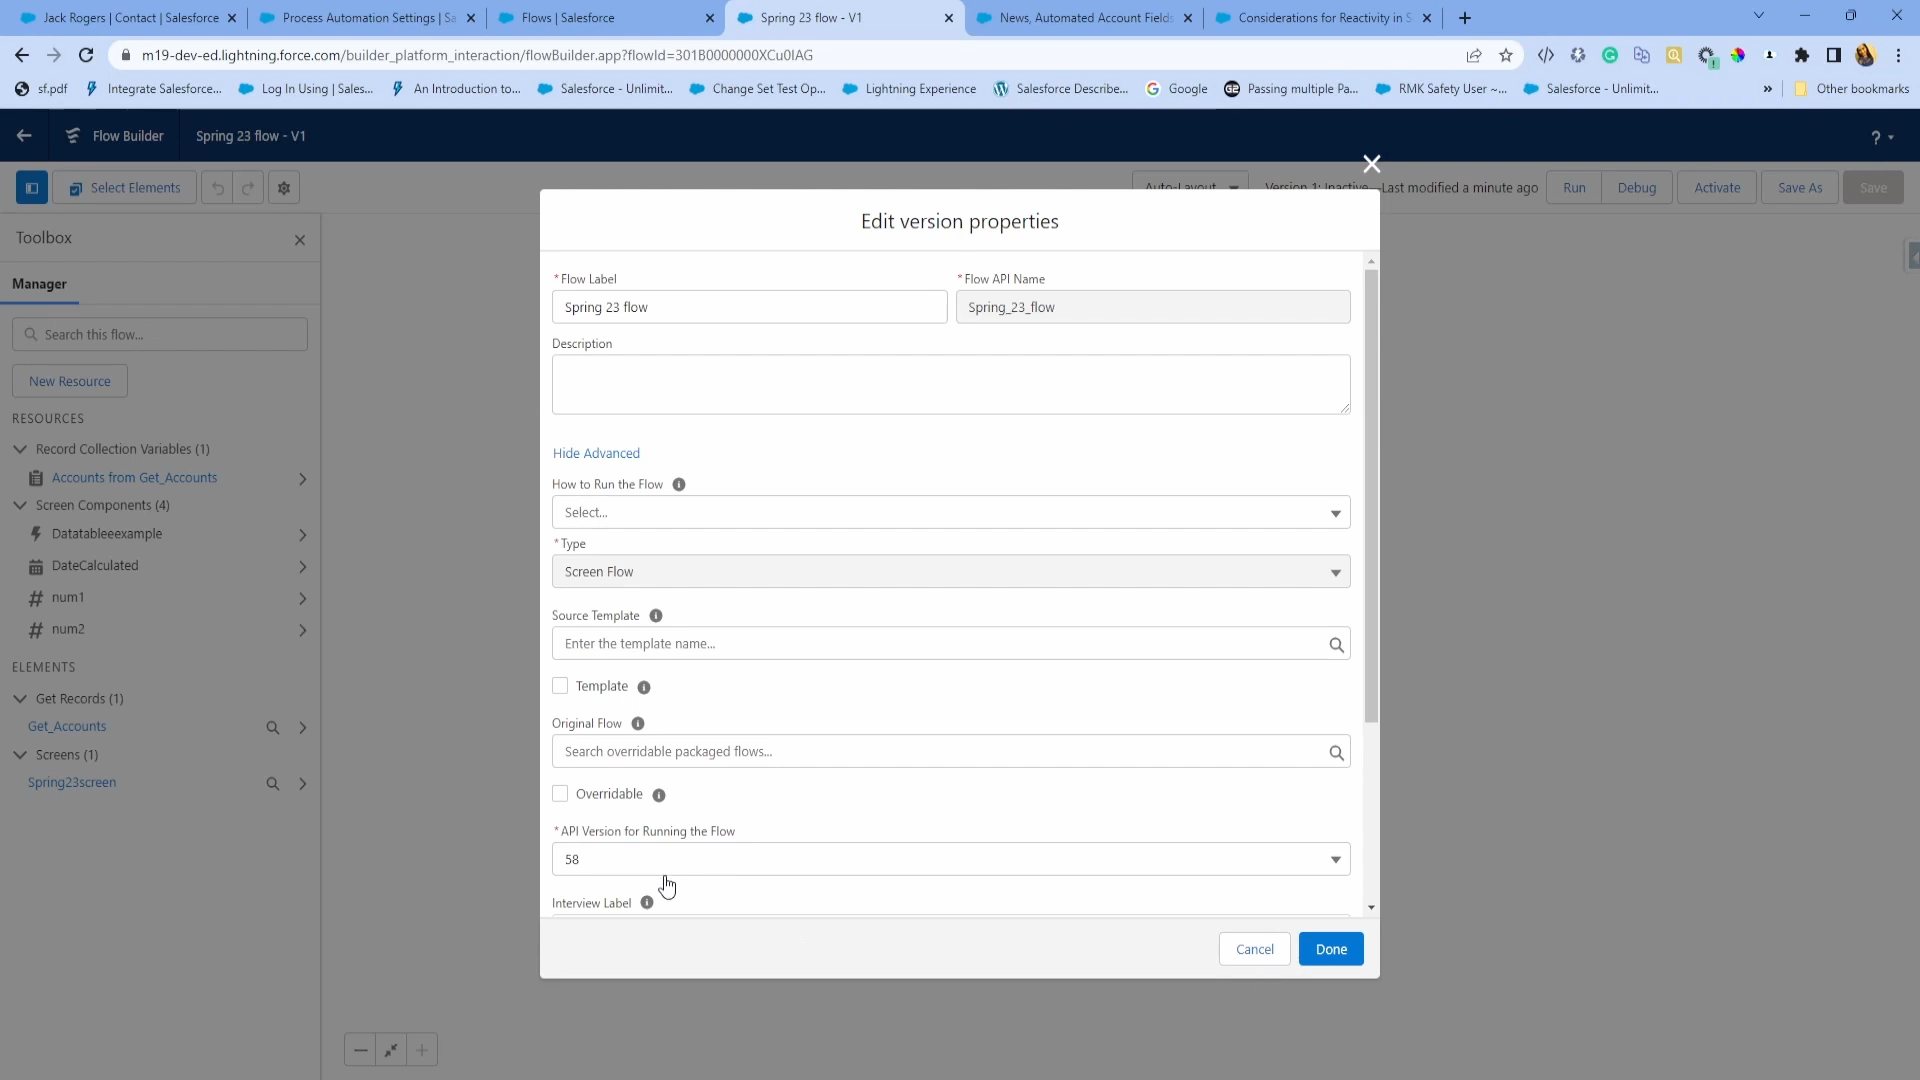 Jack Rogers | Contact | Salesforce
Process Automation Settings | Sa
Flows | Salesforce
Spring 23 flow - V1
News, Automated Account Fields
Considerations for Reactivity in S
m19-dev-ed.lightning.force.com/builder_platform_interaction/flowBuilder.app?flowId=301B0000000XCu0IAG
sf.pdf
Integrate Salesforce...
Log In Using | Sales...
An Introduction to...
Salesforce - Unlimit...
Change Set Test Op...
Lightning Experience
Salesforce Describe...
Google
Passing multiple Pa...
RMK Safety User ~...
Salesforce - Unlimit...
»
Other bookmarks
Flow Builder
Spring 23 flow - V1
?
Select Elements
Auto-Layout
Version 1: Inactive—Last modified a minute ago
Run
Debug
Activate
Save As
Save
Toolbox
Manager
Search this flow...
New Resource
RESOURCES
Record Collection Variables (1)
Accounts from Get_Accounts
Screen Components (4)
Datatableeexample
DateCalculated
num1
num2
ELEMENTS
Get Records (1)
Get_Accounts
Screens (1)
Spring23screen
Edit version properties
* Flow Label
Spring 23 flow
* Flow API Name
Spring_23_flow
Description
Hide Advanced
How to Run the Flow
Select...
* Type
Screen Flow
Source Template
Enter the template name...
Template
Original Flow
Search overridable packaged flows...
Overridable
* API Version for Running the Flow
58
Interview Label
Cancel
Done